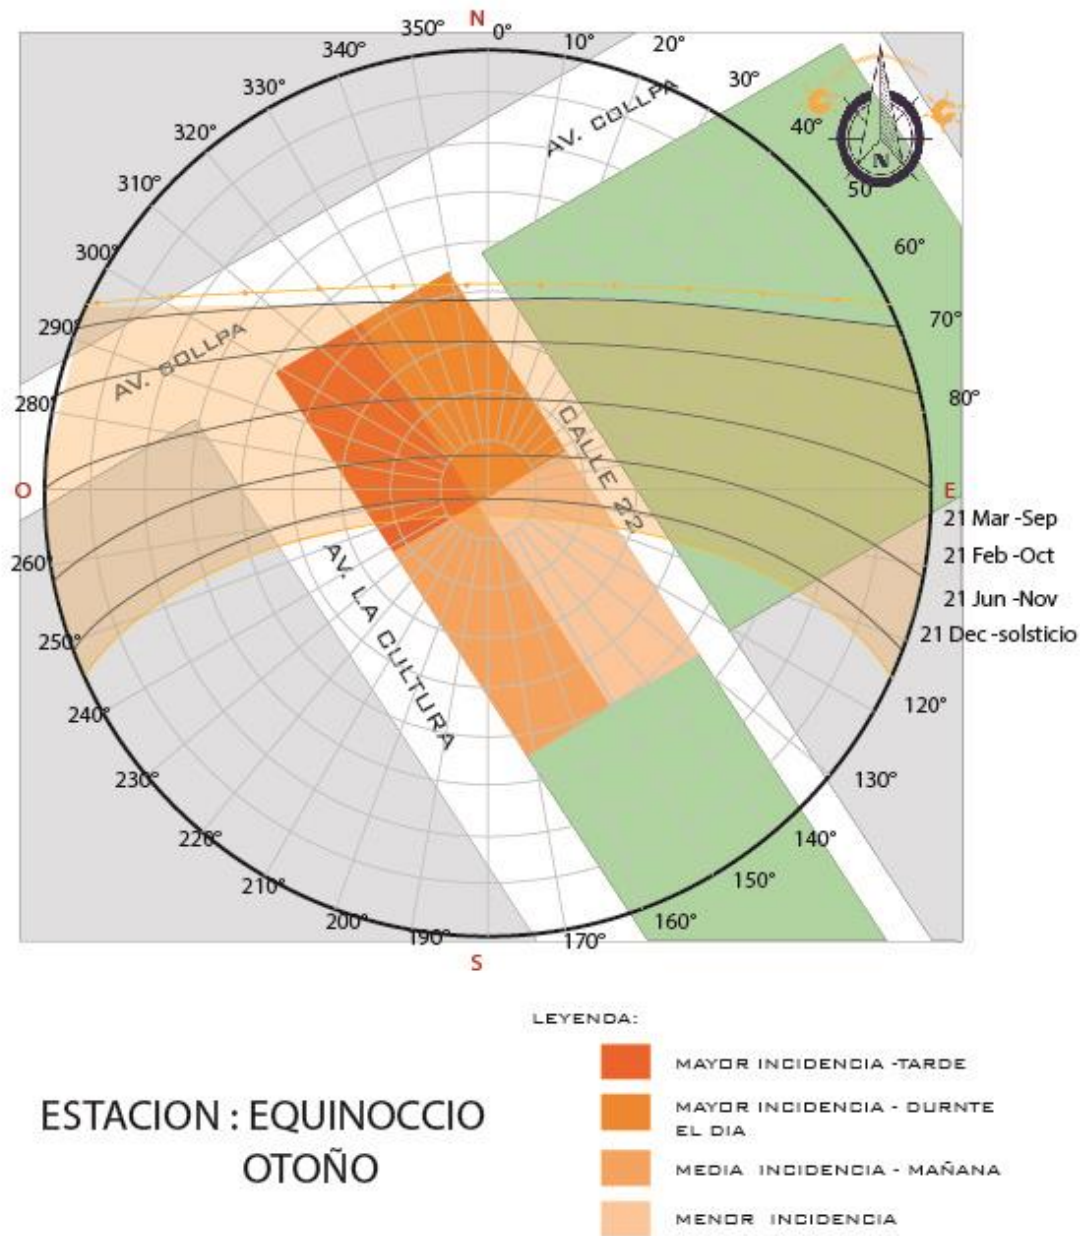 N
350° 0° 10° 20°
340° 30°
330° 40°
320° 50
310° 60°
300° 70°
290° 80°
280°
AV. COLLPA
AV. COLLPA
CALLE 22
AV. LA CULTURA
N
O
E
21 Mar -Sep
21 Feb -Oct
21 Jun -Nov
21 Dec -solsticio
260°
250°
240° 120°
230° 130°
220° 140°
210° 150°
200° 160°
190° 170°
S
LEYENDA:
MAYOR INCIDENCIA -TARDE
MAYOR INCIDENCIA - DURNTE
EL DIA
MEDIA INCIDENCIA - MAÑANA
MENOR INCIDENCIA
ESTACION : EQUINOCCIO
OTOÑO